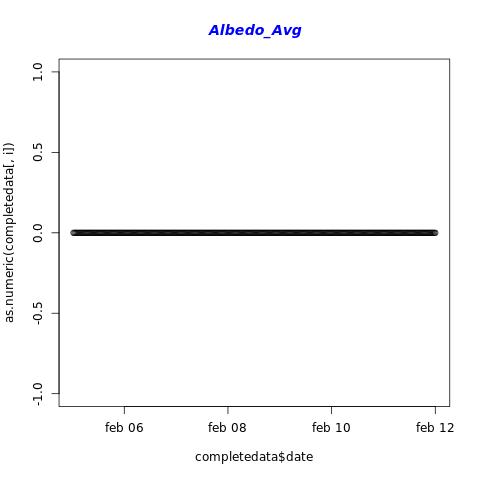 Albedo_Avg
as.numeric(completedata[, i])
1.0
0.5
0.0
-0.5
-1.0
feb 06 feb 08 feb 10 feb 12
completedata$date